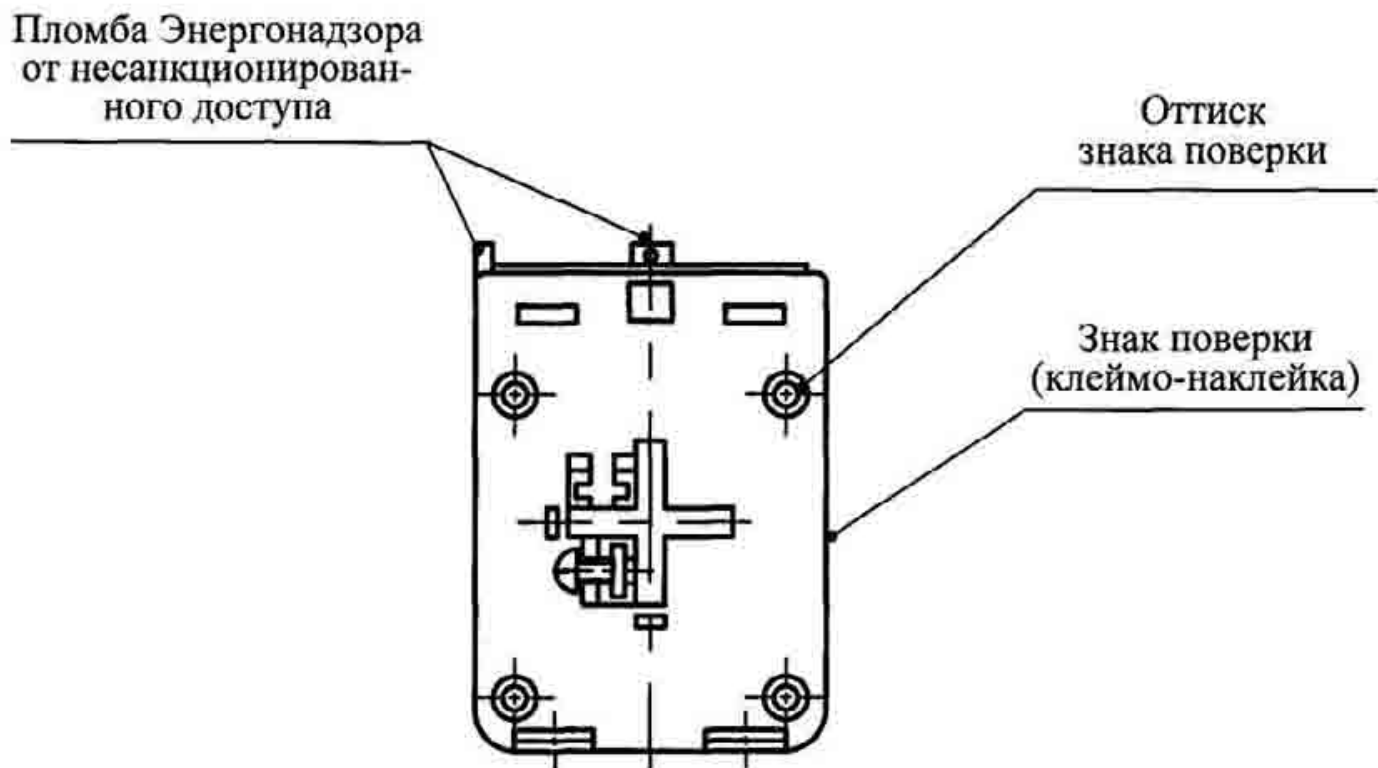 Пломба Энергонадзора
от несанкционирован-
ного доступа
Оттиск
знака поверки
Знак поверки
(клеймо-наклейка)